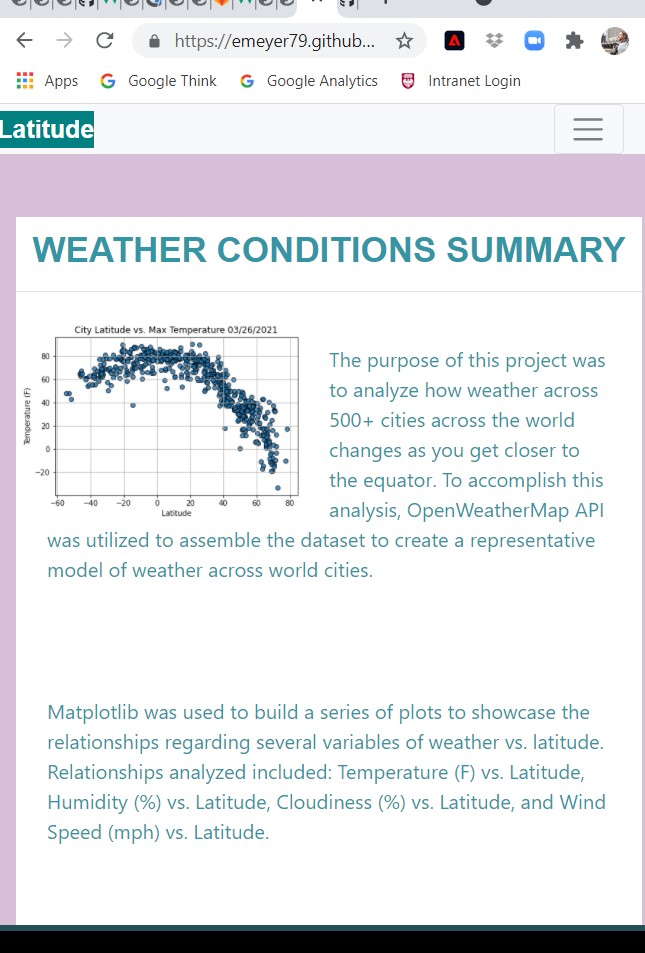 https://emeyer79.github...
Apps Google Think Google Analytics Intranet Login
Latitude
WEATHER CONDITIONS SUMMARY
City Latitude vs. Max Temperature 03/26/2021
Temperature (F)
80
60
40
20
0
−20
−60 −40 −20 0 20 40 60 80
Latitude
The purpose of this project was
to analyze how weather across
500+ cities across the world
changes as you get closer to
the equator. To accomplish this
analysis, OpenWeatherMap API
was utilized to assemble the dataset to create a representative
model of weather across world cities.
Matplotlib was used to build a series of plots to showcase the
relationships regarding several variables of weather vs. latitude.
Relationships analyzed included: Temperature (F) vs. Latitude,
Humidity (%) vs. Latitude, Cloudiness (%) vs. Latitude, and Wind
Speed (mph) vs. Latitude.